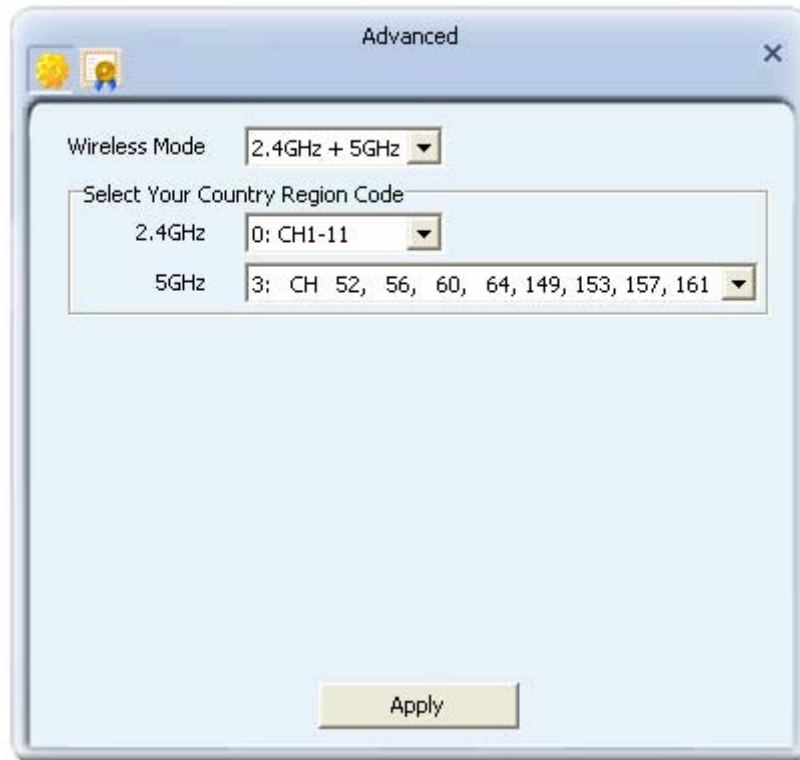 Advanced
Wireless Mode 2.4GHz + 5GHz
Select Your Country Region Code
2.4GHz 0: CH1-11
5GHz 3: CH 52, 56, 60, 64, 149, 153, 157, 161
Apply